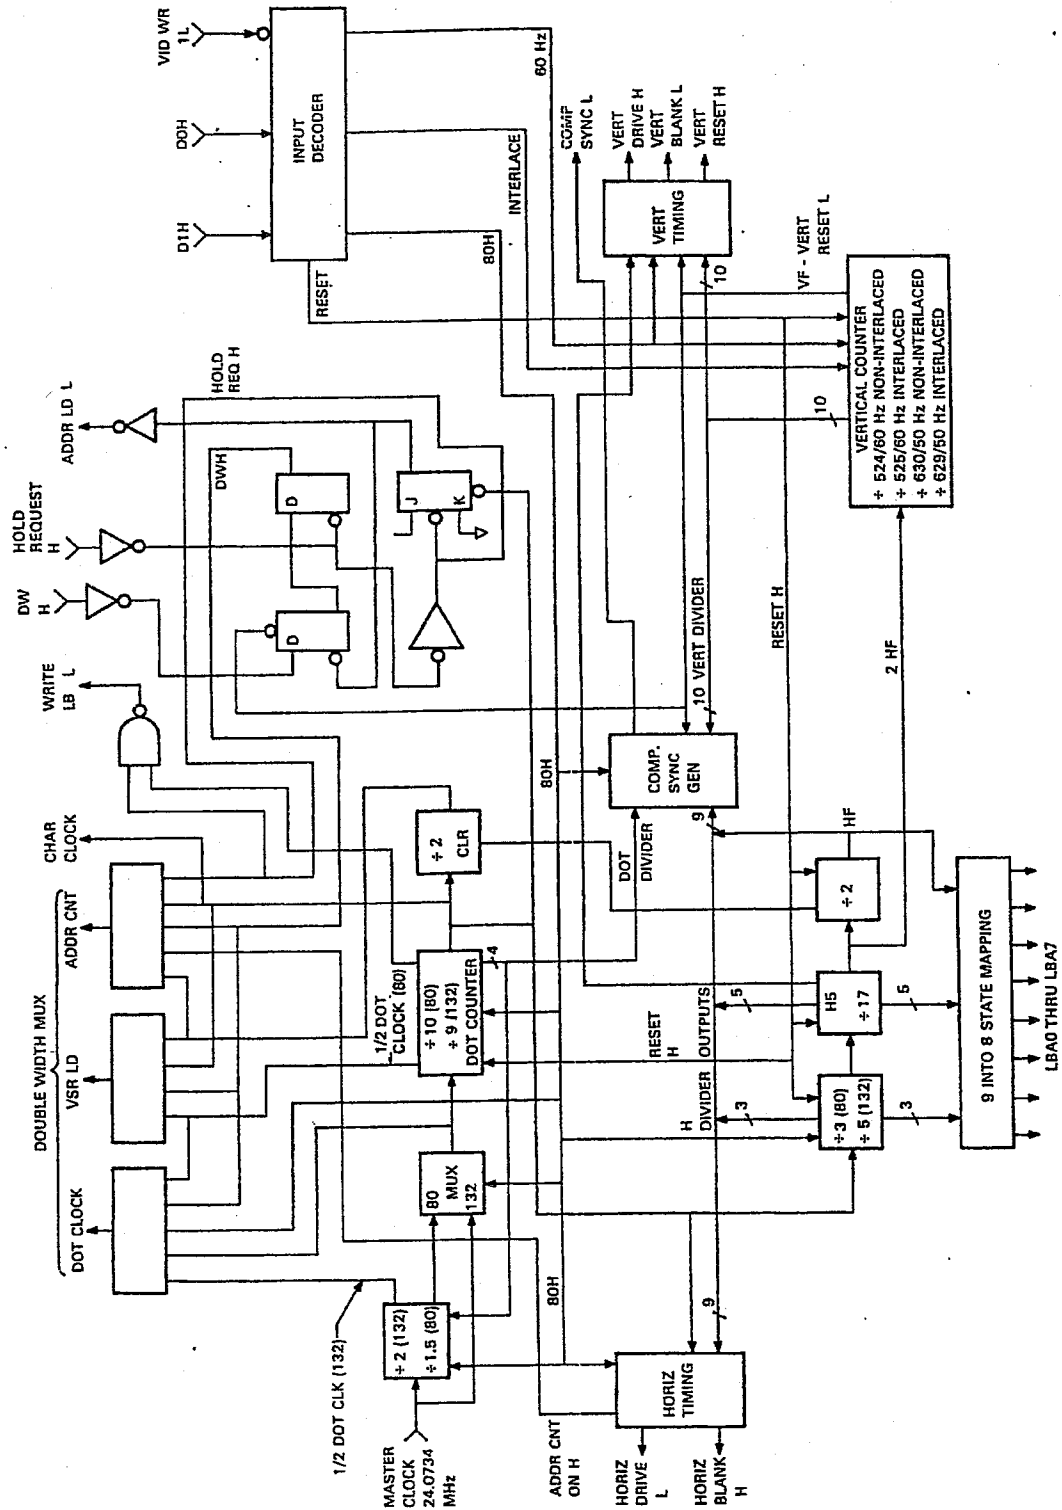 DOUBLE WIDTH MUX
DOT CLOCK
VSR LD
ADDR CNT
CHAR
CLOCK
WRITE
LB L
DW
H
HOLD
REQUEST
H
ADDR LD L
D1H
D0H
VID WR
1L
INPUT
DECODER
RESET
80H
INTERLACE
60 Hz
HOLD
REQ H
DWH
D
D
J
K
1/2 DOT CLK (132)
1/2 DOT
CLOCK (80)
MASTER
CLOCK
24.0734
MHz
÷ 2 (132)
÷1.5 (80)
80
MUX
132
÷ 10 (80)
÷ 9 (132)
DOT COUNTER
4
÷ 2
CLR
ADDR CNT
ON H
80H
RESET
H
DOT
DIVIDER
80H
COMP
SYNC L
HORIZ
DRIVE
L
HORIZ
BLANK
H
HORIZ
TIMING
9
H
DIVIDER OUTPUTS
3
5
9
COMP.
SYNC
GEN
10 VERT DIVIDER
10
VERT
TIMING
VERT
DRIVE H
VERT
BLANK L
VERT
RESET H
RESET H
÷3 (80)
÷ 5 (132)
3
H5
÷17
5
÷2
HF
2 HF
10
VF - VERT
RESET L
VERTICAL COUNTER
÷ 524/60 Hz NON-INTERLACED
÷ 525/60 Hz INTERLACED
÷ 630/50 Hz NON-INTERLACED
÷ 629/50 Hz INTERLACED
9 INTO 8 STATE MAPPING
LBA0 THRU LBA7